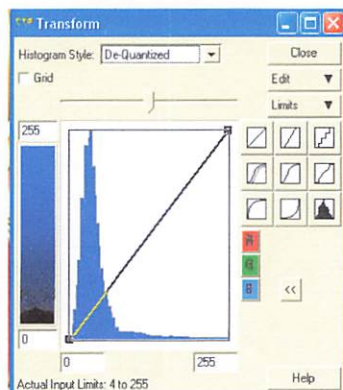 Transform
Histogram Style: De-Quantized
Close
Grid
Edit
Limits
255
R
G
B
<<
0
0 255
Actual Input Limits: 4 to 255
Help